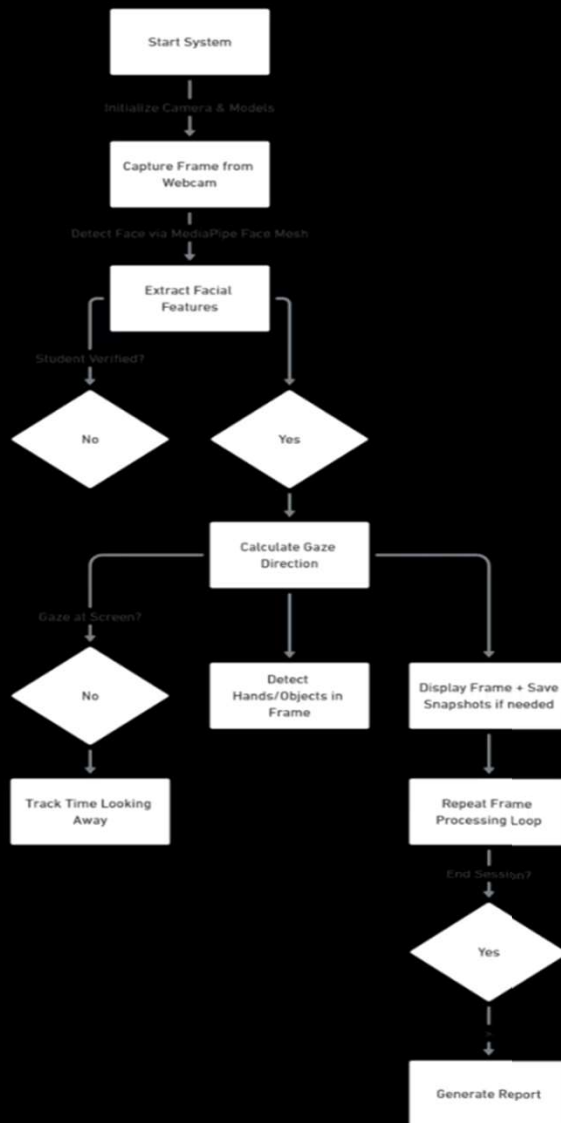 Start System
Initialize Camera & Models
Capture Frame from
Webcam
Detect Face via MediaPipe Face Mesh
Extract Facial
Features
Student Verified?
No
Yes
Calculate Gaze
Direction
Gaze at Screen?
No
Detect
Hands/Objects in
Frame
Display Frame + Save
Snapshots if needed
Track Time Looking
Away
Repeat Frame
Processing Loop
End Session?
Yes
Generate Report